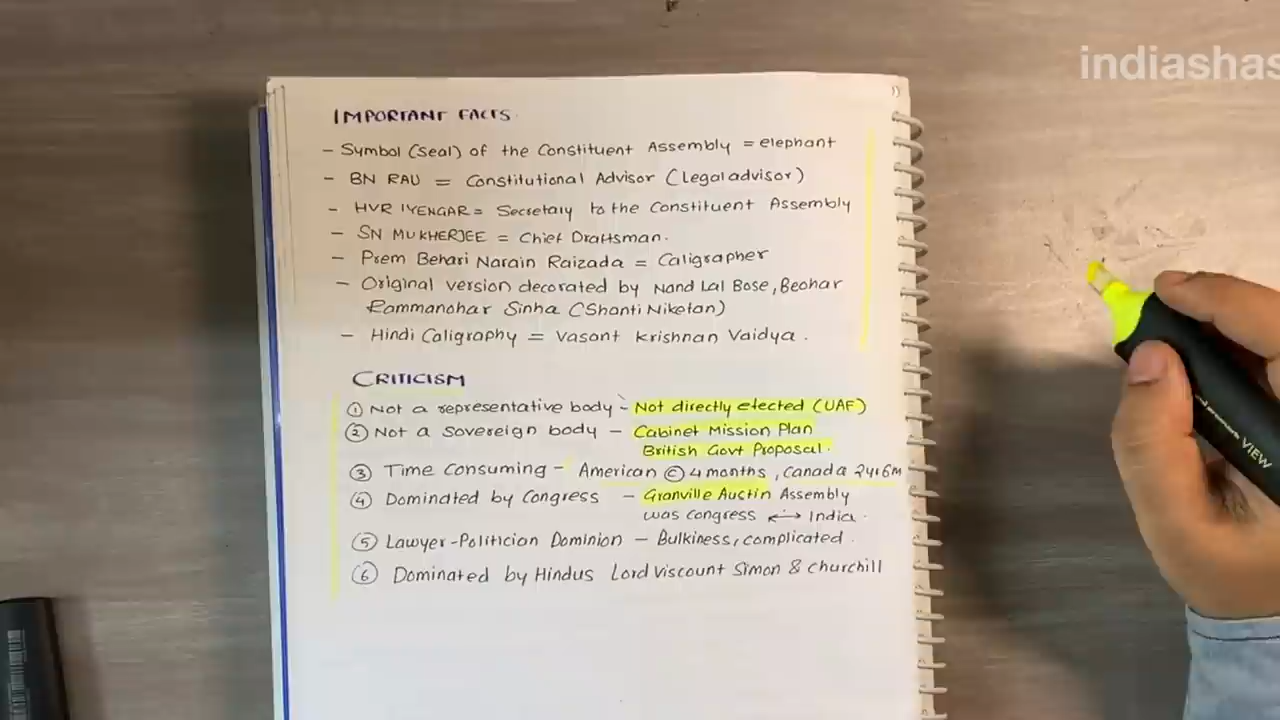 indiashas
IMPORTANT FACTS.
- Symbol (Seal) of the Constituent Assembly = elephant
- BN RAU = Constitutional Advisor (Legaladvisor)
- HVR IYENGAR = Secretary to the Constituent Assembly
- SN MUKHERJEE = Chief Draftsman.
- Prem Behari Narain Raizada = Caligrapher
- Original version decorated by Nand Lal Bose, Beohar
Rammanohar Sinha (Shanti Niketan)
- Hindi Caligraphy = Vasant Krishnan Vaidya.
CRITICISM
① Not a representative body - Not directly elected (UAF)
② Not a Sovereign body - Cabinet Mission Plan
British Govt Proposal.
③ Time Consuming - American © 4 months, Canada 2yr6m
④ Dominated by Congress - Granville Austin Assembly
was congress ↔ India.
⑤ Lawyer-Politician Dominion - Bulkiness, complicated.
⑥ Dominated by Hindus Lord Viscount Simon & Churchill
VIEW